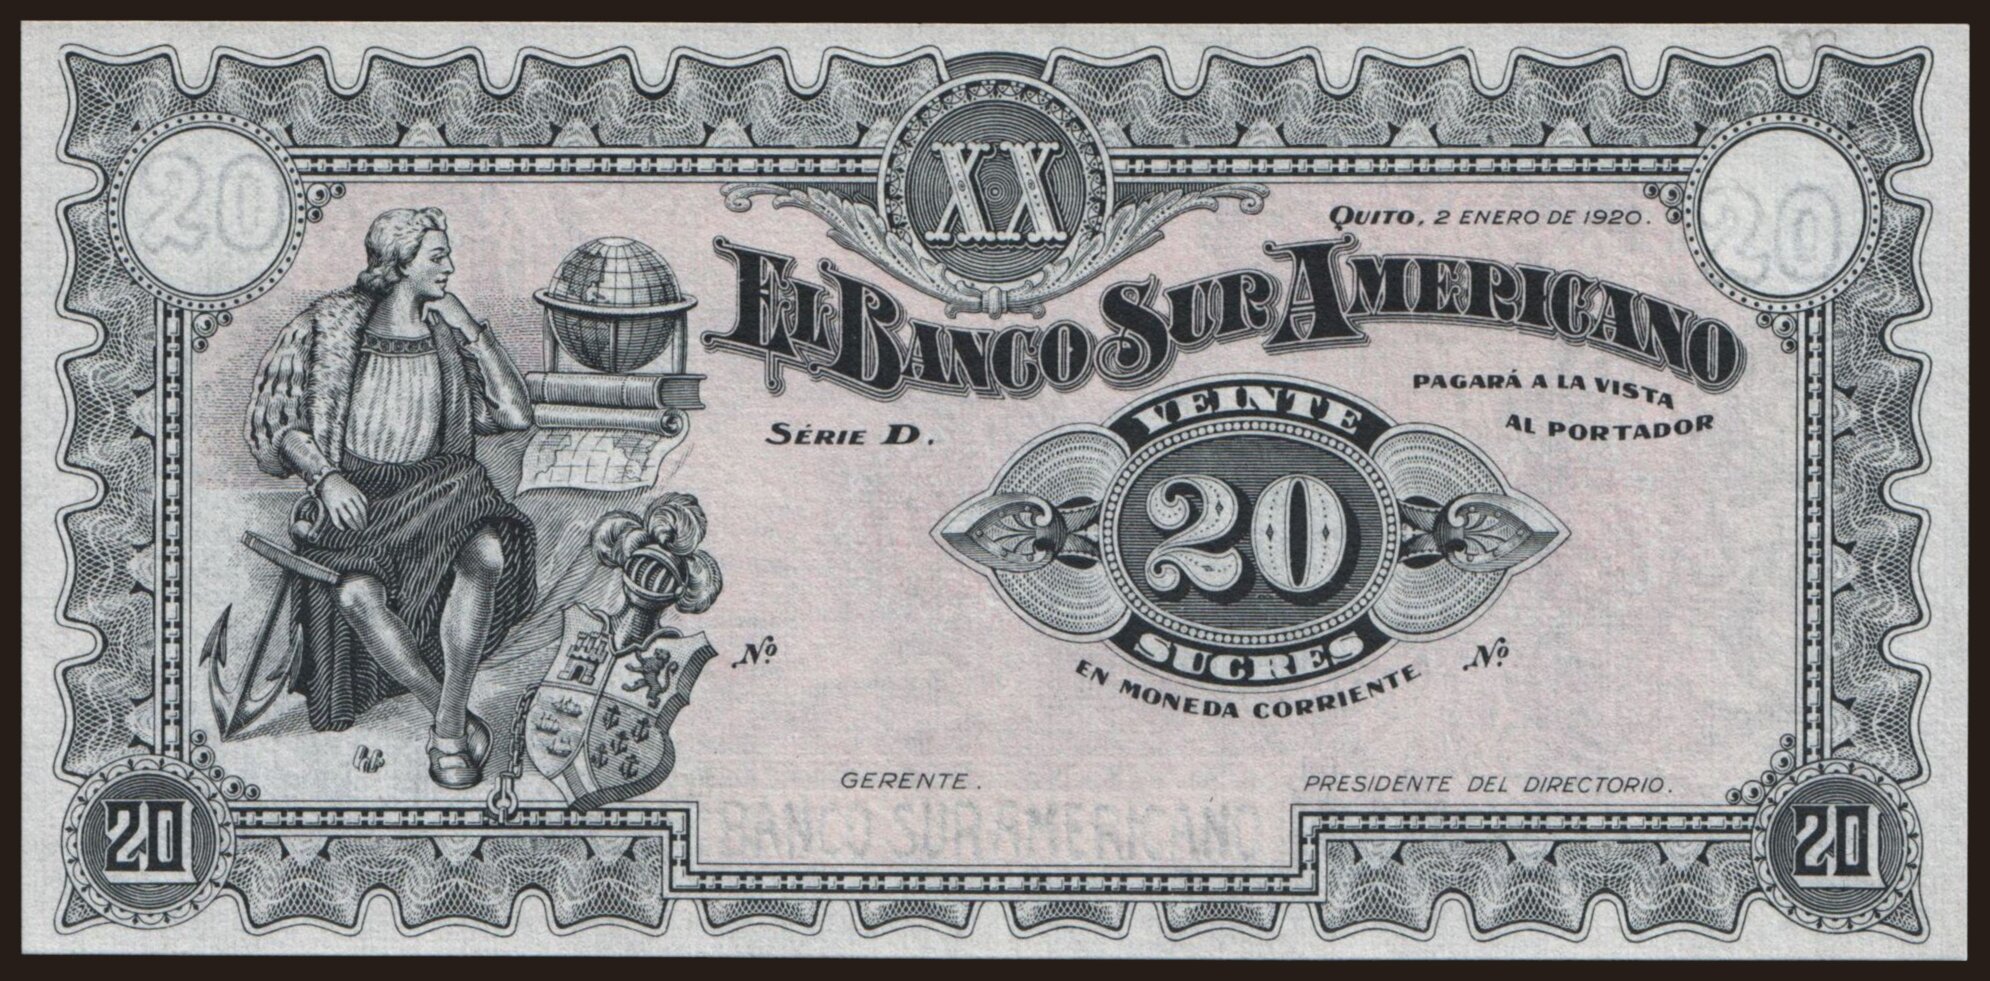 300
XX
20
20
QUITO, 2 ENERO DE 1920.
EL BANCO SUR AMERICANO
PAGARÁ A LA VISTA
AL PORTADOR
SÉRIE D.
VEINTE
20
SUCRES
EN MONEDA CORRIENTE
Nº
Nº
GERENTE.
PRESIDENTE DEL DIRECTORIO.
BANCO SUR AMERICANO
20
20